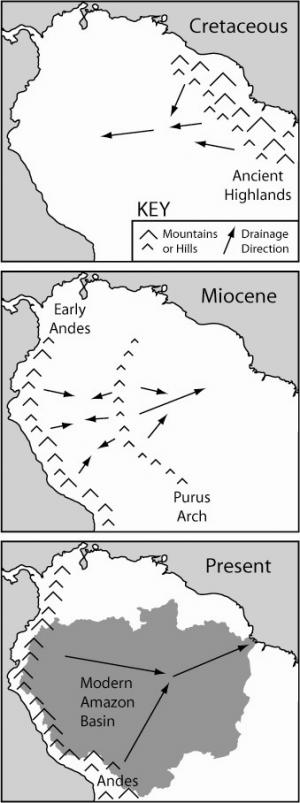 Cretaceous
Ancient
Highlands
KEY
Mountains
or Hills
Drainage
Direction
Miocene
Early
Andes
Purus
Arch
Present
Modern
Amazon
Basin
Andes